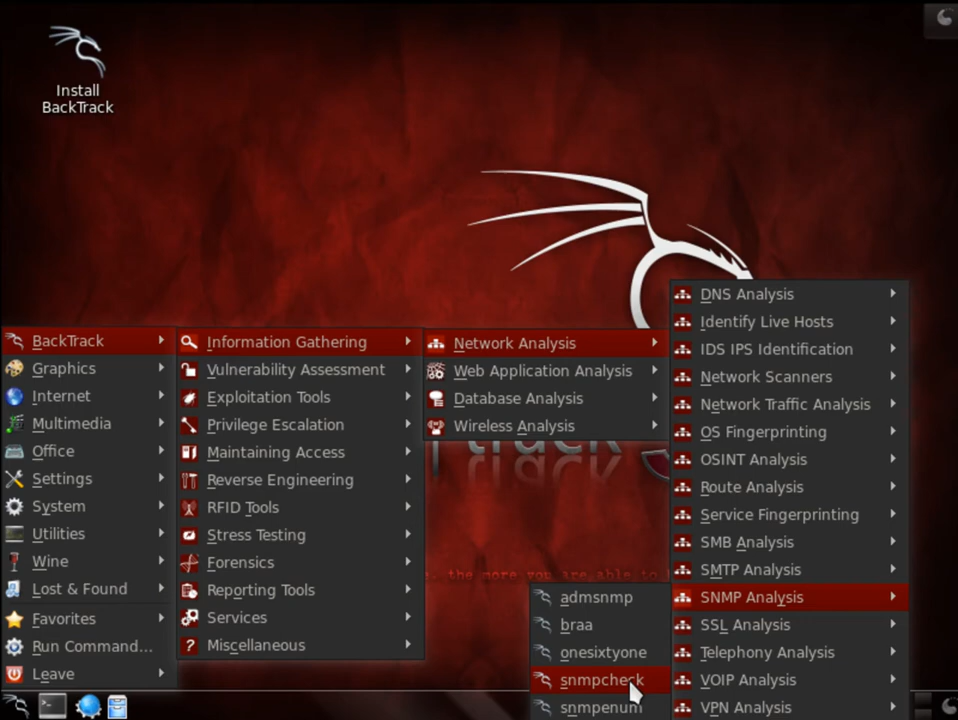 Install
BackTrack
BackTrack
Graphics
Internet
Multimedia
Office
Settings
System
Utilities
Wine
Lost & Found
Favorites
Run Command...
Leave
Information Gathering
Vulnerability Assessment
Exploitation Tools
Privilege Escalation
Maintaining Access
Reverse Engineering
RFID Tools
Stress Testing
Forensics
Reporting Tools
Services
Miscellaneous
Network Analysis
Web Application Analysis
Database Analysis
Wireless Analysis
track
the more you are able to
DNS Analysis
Identify Live Hosts
IDS IPS Identification
Network Scanners
Network Traffic Analysis
OS Fingerprinting
OSINT Analysis
Route Analysis
Service Fingerprinting
SMB Analysis
SMTP Analysis
SNMP Analysis
SSL Analysis
Telephony Analysis
VOIP Analysis
VPN Analysis
admsnmp
braa
onesixtyone
snmpcheck
snmpenum